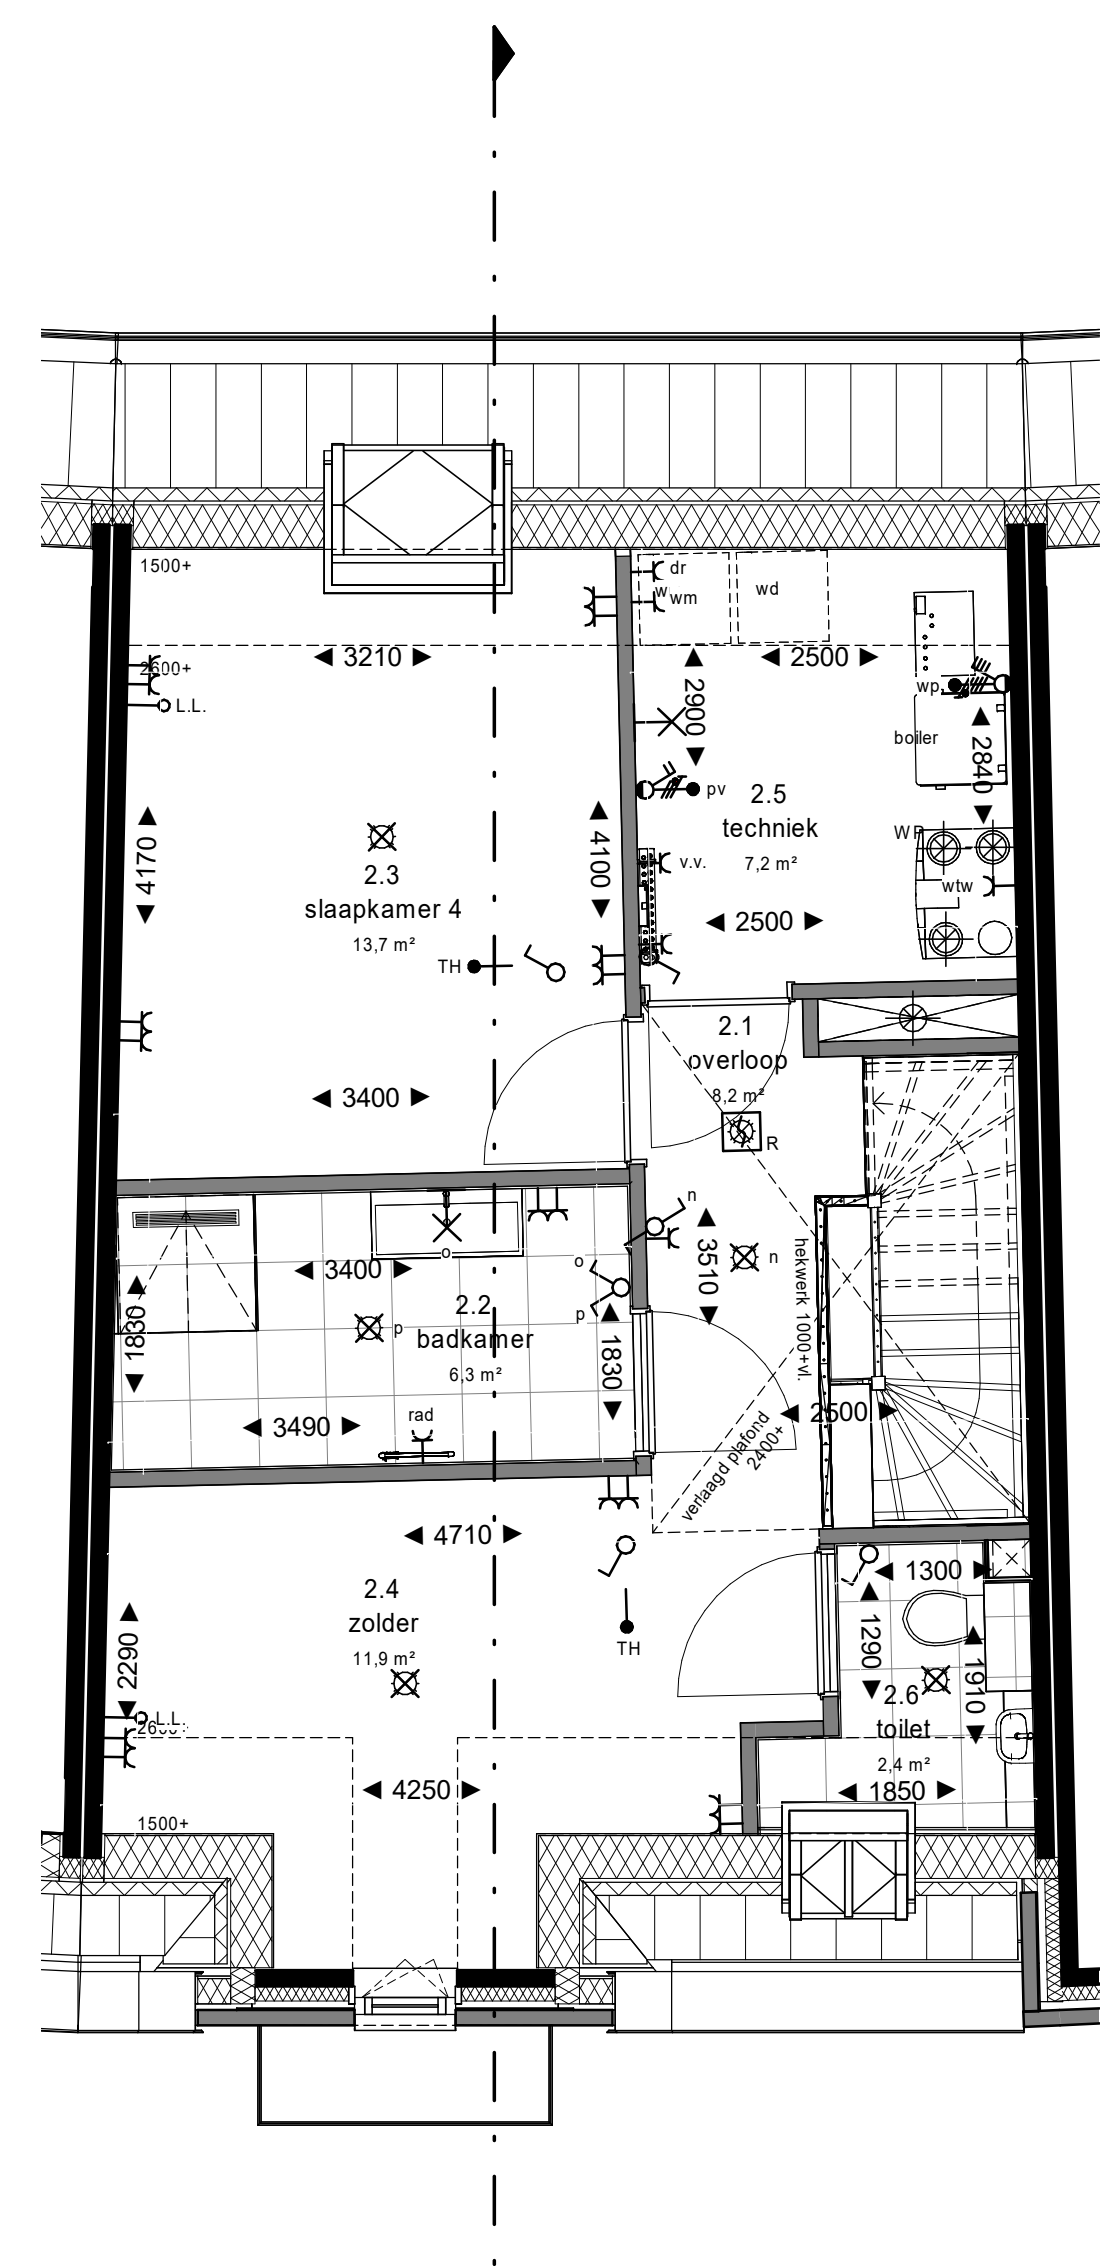 1500+
dr
wm
w
wd
3210
2500
2600+
L.L.
2900
wp
boiler
2840
pv
2.5
techniek
7,2 m²
4170
4100
2.3
slaapkamer 4
13,7 m²
v.v.
wtw
2500
TH
2.1
overloop
8,2 m²
R
3400
n
o
3510
n
hekwerk 1000+vl.
3400
o
2.2
badkamer
6,3 m²
p
p
1830
1830
rad
3490
2500
verlaagd plafond
2400+
4710
1300
2.4
zolder
11,9 m²
2290
TH
1290
1910
2.6
toilet
2,4 m²
L.L.
4250
1850
1500+